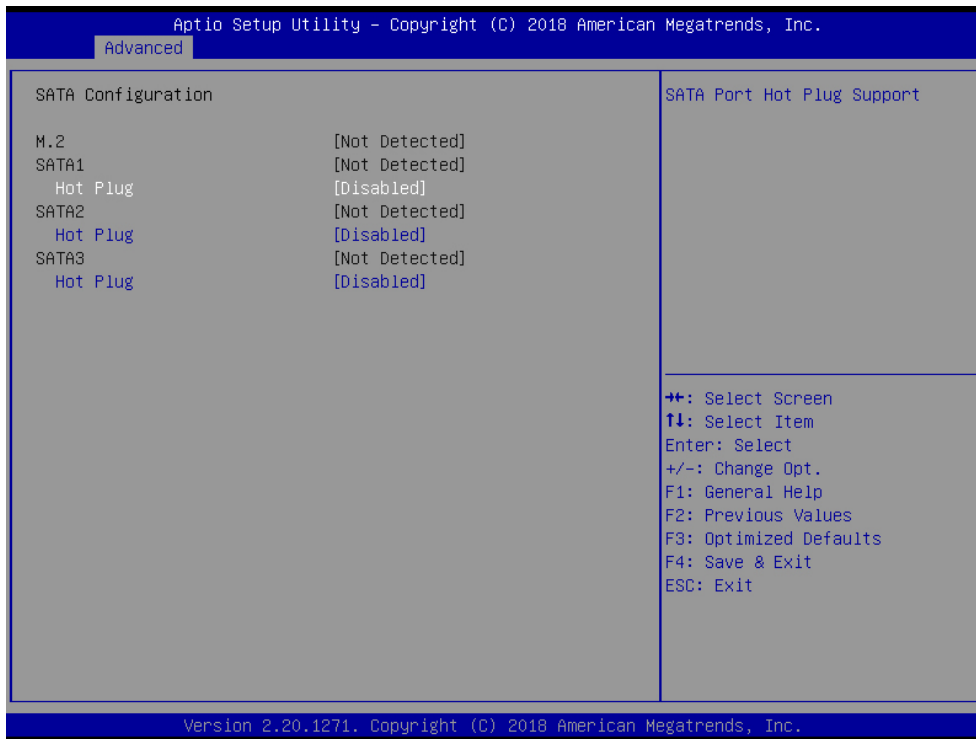 Aptio Setup Utility – Copyright (C) 2018 American Megatrends, Inc.
Advanced
SATA Configuration
M.2 [Not Detected]
SATA1 [Not Detected]
Hot Plug [Disabled]
SATA2 [Not Detected]
Hot Plug [Disabled]
SATA3 [Not Detected]
Hot Plug [Disabled]
SATA Port Hot Plug Support
→←: Select Screen
↑↓: Select Item
Enter: Select
+/-: Change Opt.
F1: General Help
F2: Previous Values
F3: Optimized Defaults
F4: Save & Exit
ESC: Exit
Version 2.20.1271. Copyright (C) 2018 American Megatrends, Inc.